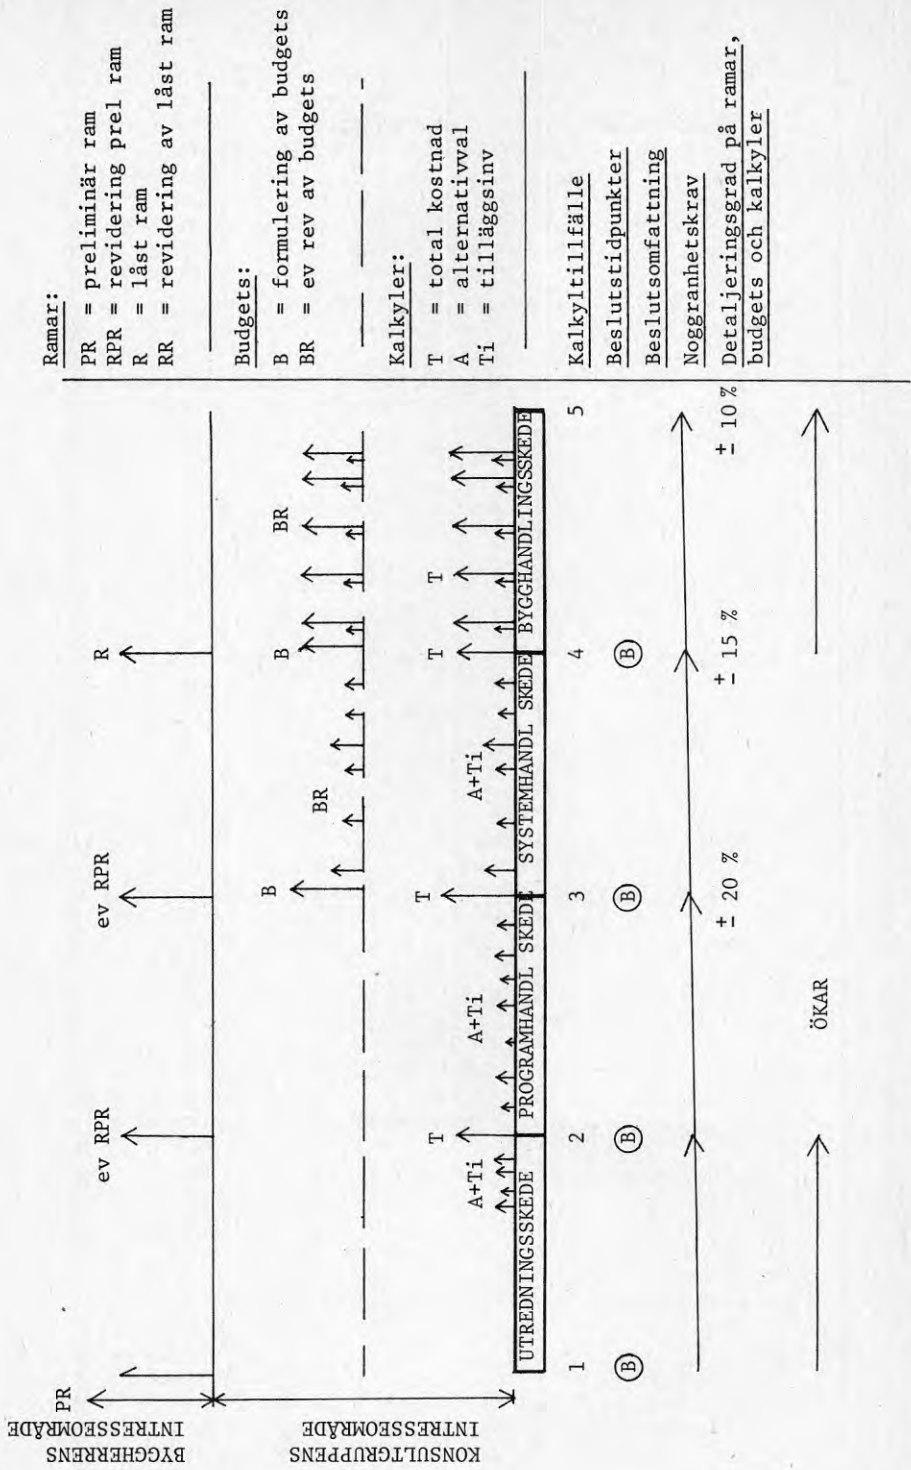 BYGGHERRENS
INTRESSEOMRÅDE
PR
ev RPR
ev RPR
R
Ramar:
PR = preliminär ram
RPR = revidering prel ram
R = låst ram
RR = revidering av låst ram
KONSULTGRUPPENS
INTRESSEOMRÅDE
B
BR
B
BR
Budgets:
B = formulering av budgets
BR = ev rev av budgets
A+Ti
T
A+Ti
T
A+Ti
T
T
Kalkyler:
T = total kostnad
A = alternativval
Ti = tilläggsinv
UTREDNINGSSKEDE
PROGRAMHANDL SKEDE
SYSTEMHANDL SKEDE
BYGGHANDLINGSSKEDE
1
2
3
4
5
Kalkyltillfälle
B
B
B
B
Beslutstidpunkter
Beslutsomfattning
Noggranhetskrav
± 20 %
± 15 %
± 10 %
Detaljeringsgrad på ramar,
budgets och kalkyler
ÖKAR